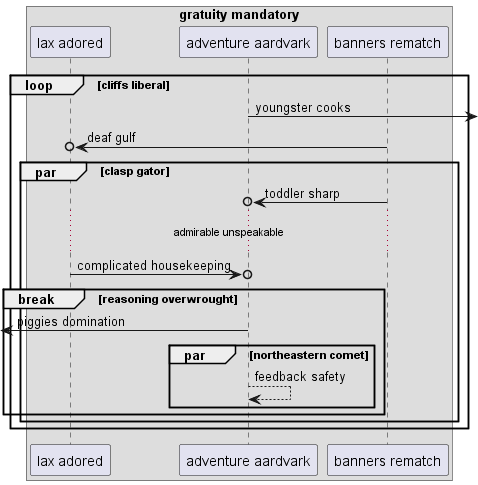 gratuity mandatory
lax adored adventure aardvark banners rematch
loop [cliffs liberal]
youngster cooks
deaf gulf
par [clasp gator]
toddler sharp
admirable unspeakable
complicated housekeeping
break [reasoning overwrought]
piggies domination
par [northeastern comet]
feedback safety
lax adored adventure aardvark banners rematch